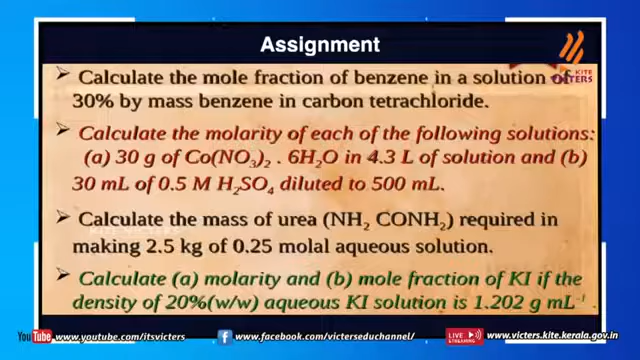 Assignment
➢ Calculate the mole fraction of benzene in a solution of
30% by mass benzene in carbon tetrachloride.
➢ Calculate the molarity of each of the following solutions:
(a) 30 g of Co(NO₃)₂ . 6H₂O in 4.3 L of solution and (b)
30 mL of 0.5 M H₂SO₄ diluted to 500 mL.
➢ Calculate the mass of urea (NH₂ CONH₂) required in
making 2.5 kg of 0.25 molal aqueous solution.
➢ Calculate (a) molarity and (b) mole fraction of KI if the
density of 20%(w/w) aqueous KI solution is 1.202 g mL⁻¹ .
KITE
VICTERS
KITE VICTERS
YouTube www.youtube.com/itsvicters
f www.facebook.com/victerseduchannel/
LIVE STREAMING www.victers.kite.kerala.gov.in